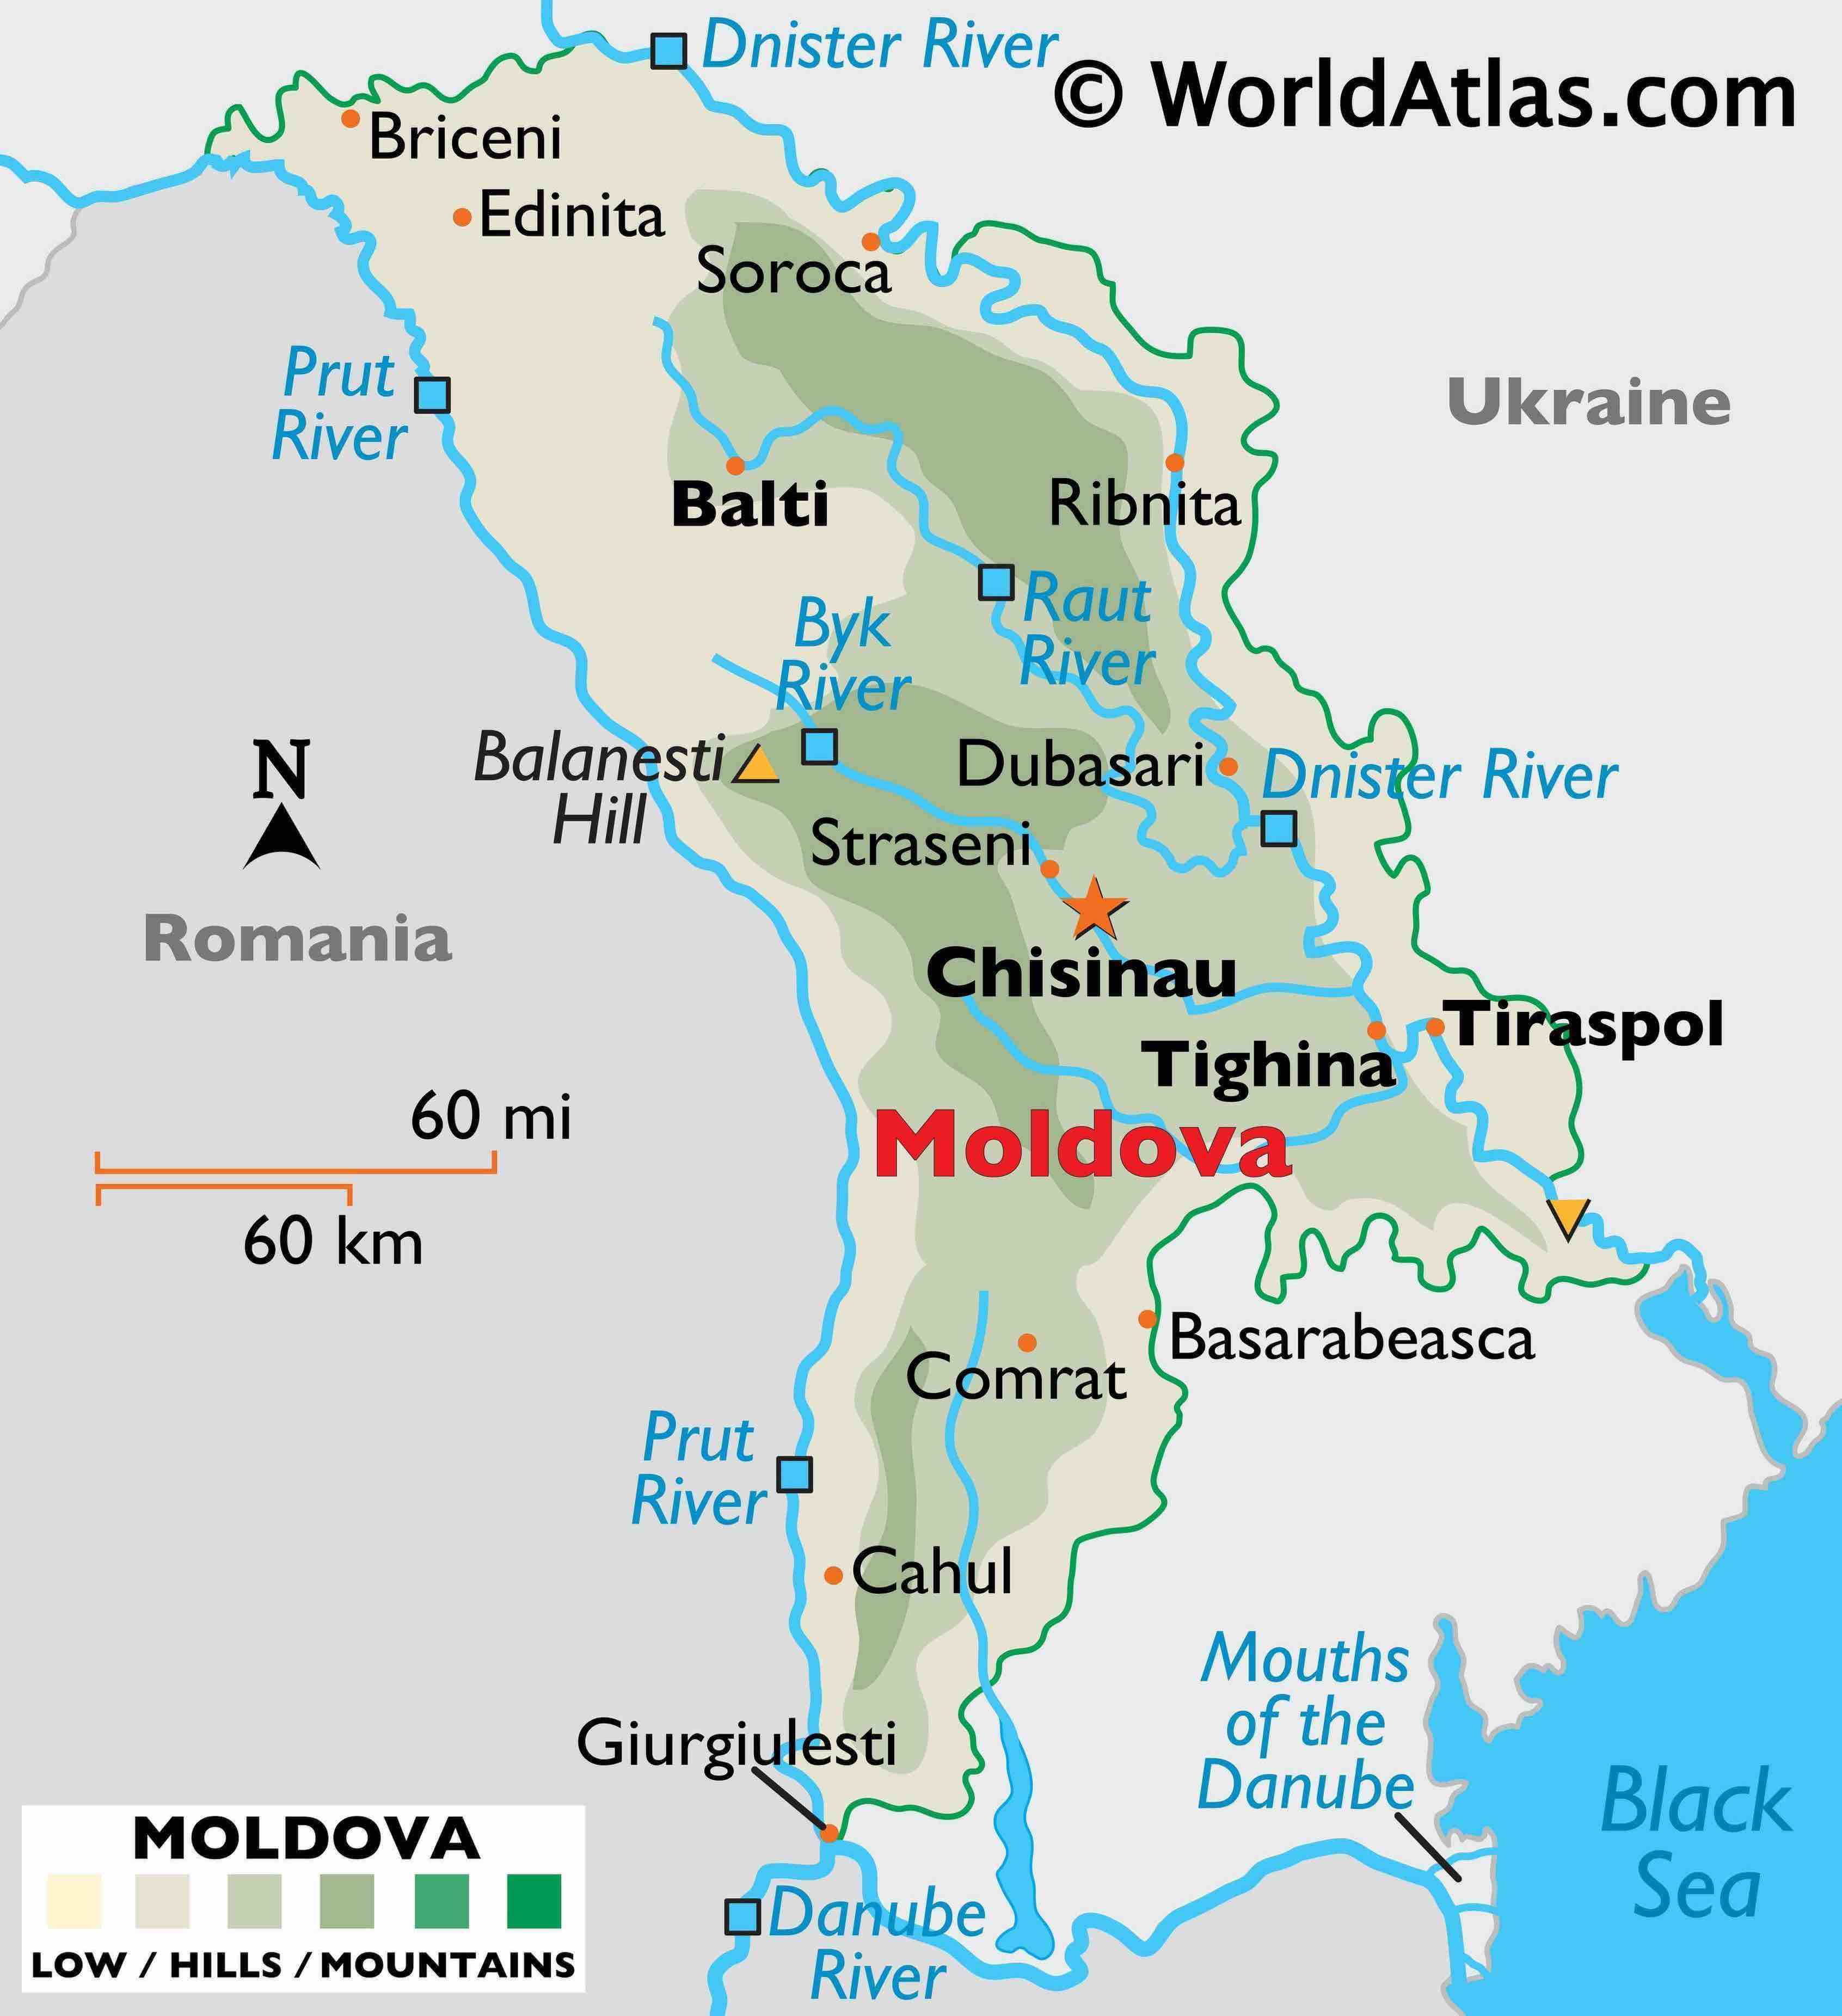 Dnister River
© WorldAtlas.com
Briceni
Edinita
Soroca
Prut
River
Ukraine
Balti
Ribnita
Raut
River
Byk
River
Balanesti
Hill
N
Dubasari
Dnister River
Straseni
Romania
Chisinau
Tiraspol
Tighina
60 mi
60 km
Moldova
Basarabeasca
Comrat
Prut
River
Cahul
Mouths
of the
Danube
Giurgiulesti
Black
Sea
MOLDOVA
LOW / HILLS / MOUNTAINS
Danube
River